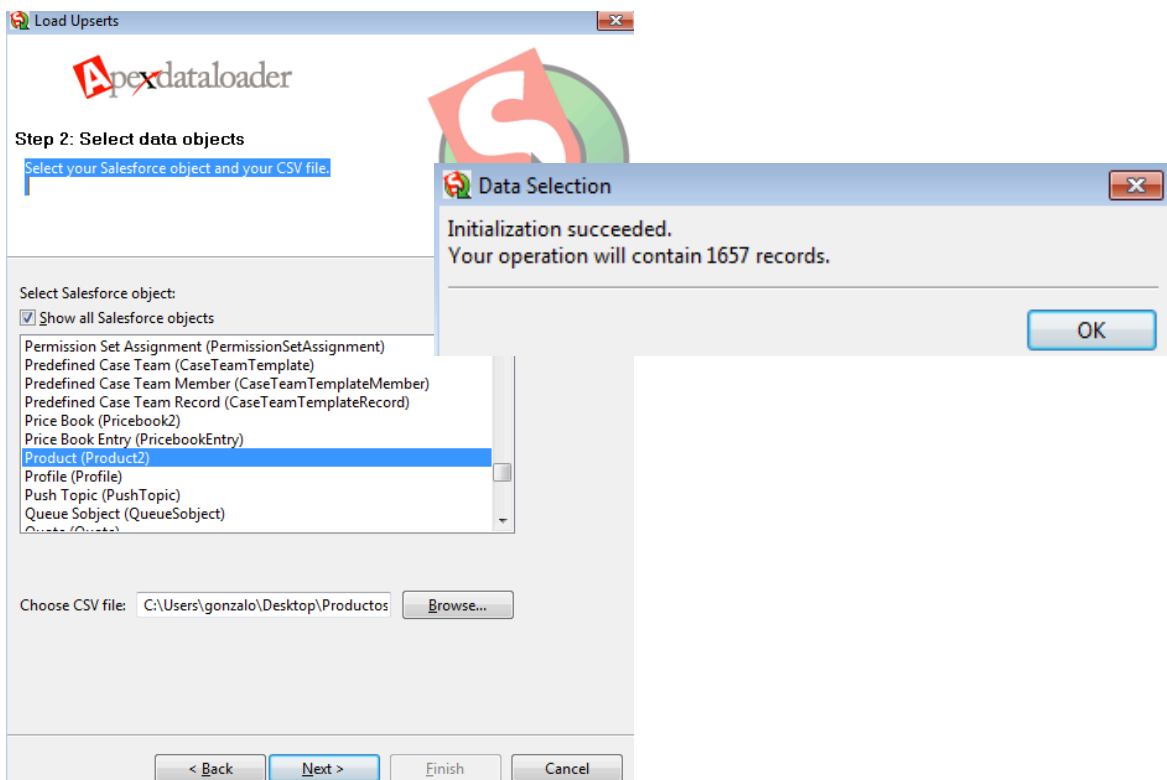 Load Upserts
Apexdataloader
Step 2: Select data objects
Select your Salesforce object and your CSV file.
Data Selection
Initialization succeeded.
Your operation will contain 1657 records.
OK
Select Salesforce object:
Show all Salesforce objects
Permission Set Assignment (PermissionSetAssignment)
Predefined Case Team (CaseTeamTemplate)
Predefined Case Team Member (CaseTeamTemplateMember)
Predefined Case Team Record (CaseTeamTemplateRecord)
Price Book (Pricebook2)
Price Book Entry (PricebookEntry)
Product (Product2)
Profile (Profile)
Push Topic (PushTopic)
Queue Sobject (QueueSobject)
Quote (Quote)
Choose CSV file: C:\Users\gonzalo\Desktop\Productos Browse...
< Back Next > Finish Cancel